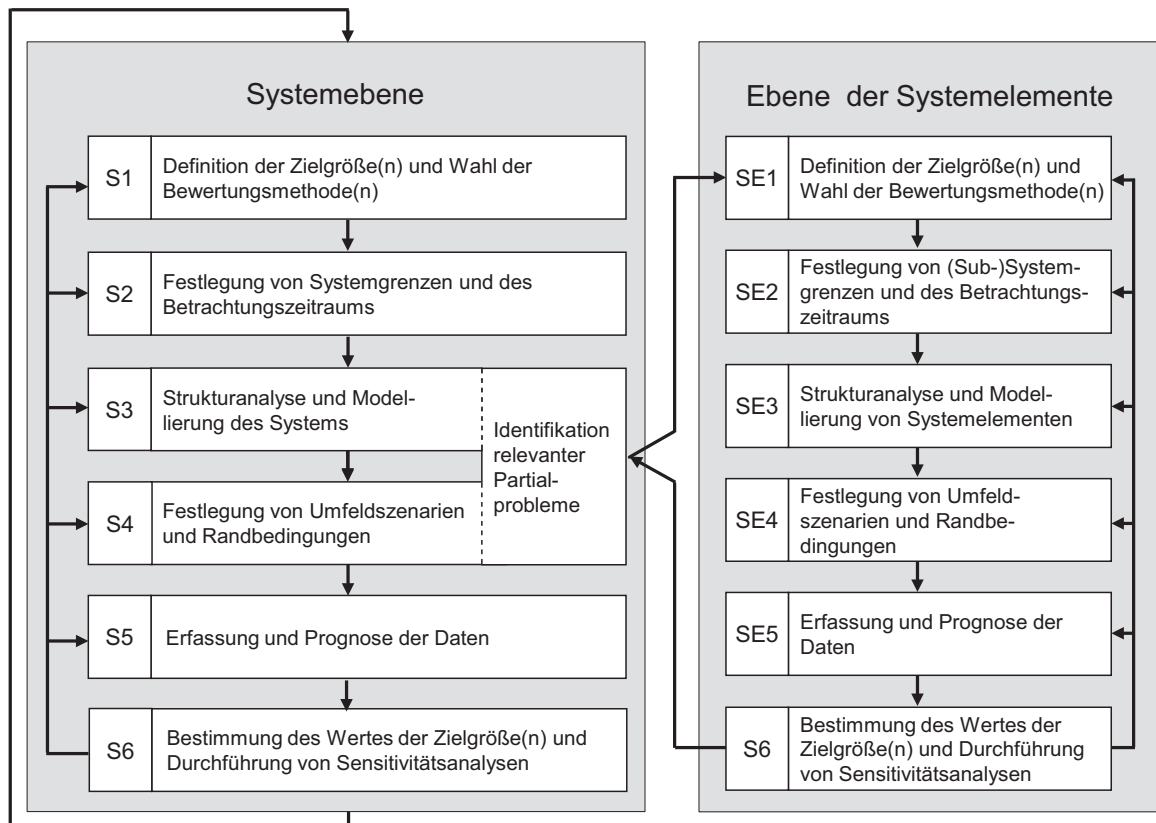 Systemebene
S1
Definition der Zielgröße(n) und Wahl der
Bewertungsmethode(n)
S2
Festlegung von Systemgrenzen und des
Betrachtungszeitraums
S3
Strukturanalyse und Model-
lierung des Systems
Identifikation
relevanter
Partial-
probleme
S4
Festlegung von Umfeldszenarien
und Randbedingungen
S5
Erfassung und Prognose der Daten
S6
Bestimmung des Wertes der Zielgröße(n) und
Durchführung von Sensitivitätsanalysen
Ebene der Systemelemente
SE1
Definition der Zielgröße(n) und
Wahl der Bewertungsmethode(n)
SE2
Festlegung von (Sub-)System-
grenzen und des Betrachtungs-
zeitraums
SE3
Strukturanalyse und Model-
lierung von Systemelementen
SE4
Festlegung von Umfeld-
szenarien und Randbe-
dingungen
SE5
Erfassung und Prognose der
Daten
S6
Bestimmung des Wertes der
Zielgröße(n) und Durchführung
von Sensitivitätsanalysen